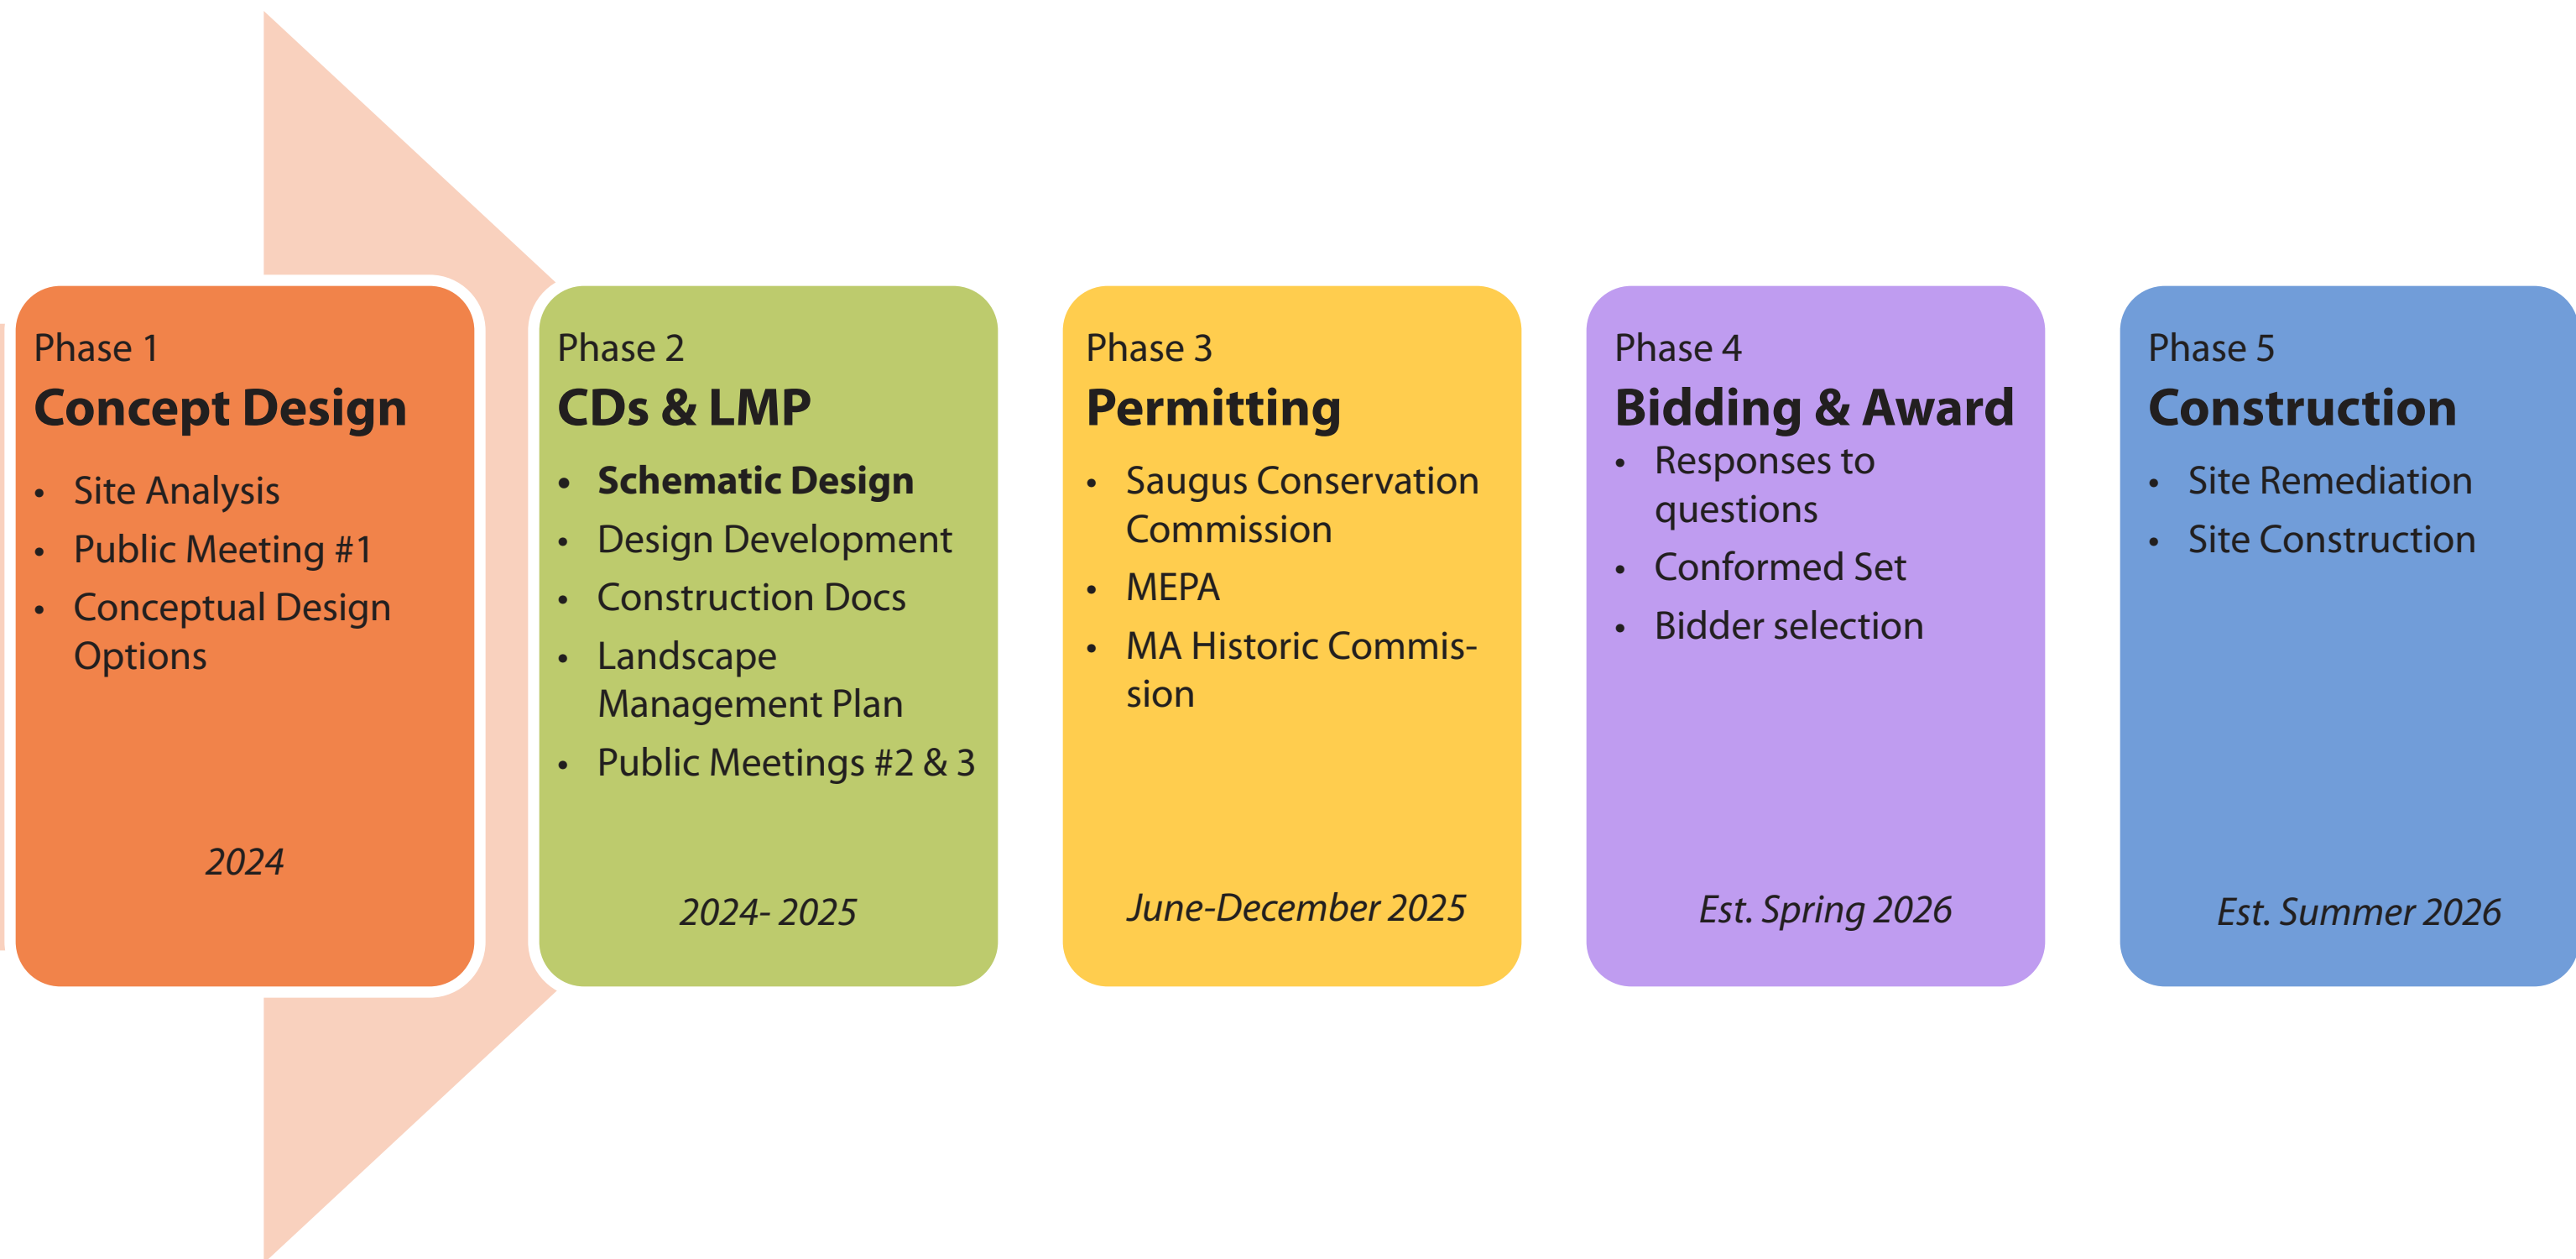 Phase 1
Concept Design
• Site Analysis
• Public Meeting #1
• Conceptual Design
Options
2024
Phase 2
CDs & LMP
• Schematic Design
• Design Development
• Construction Docs
• Landscape
Management Plan
• Public Meetings #2 & 3
2024- 2025
Phase 3
Permitting
• Saugus Conservation
Commission
• MEPA
• MA Historic Commis-
sion
June-December 2025
Phase 4
Bidding & Award
• Responses to
questions
• Conformed Set
• Bidder selection
Est. Spring 2026
Phase 5
Construction
• Site Remediation
• Site Construction
Est. Summer 2026